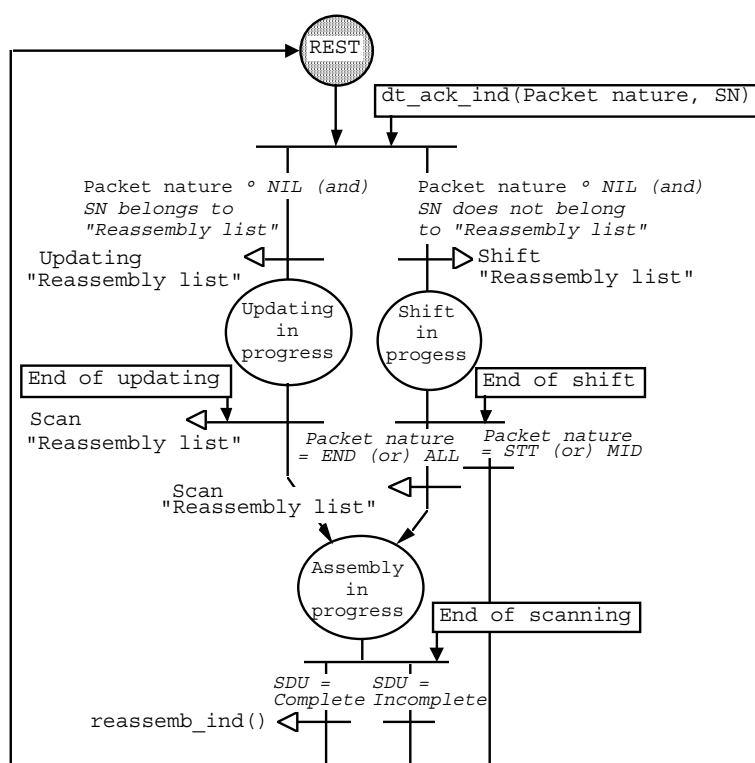 REST
dt_ack_ind(Packet nature, SN)
Packet nature ° NIL (and)
SN belongs to
"Reassembly list"
Packet nature ° NIL (and)
SN does not belong
to "Reassembly list"
Updating
"Reassembly list"
Shift
"Reassembly list"
Updating
in
progress
Shift
in
progess
End of updating
End of shift
Scan
"Reassembly list"
Packet nature
= END (or) ALL
Packet nature
= STT (or) MID
Scan
"Reassembly list"
Assembly
in
progress
End of scanning
SDU =
Complete
SDU =
Incomplete
reassemb_ind()